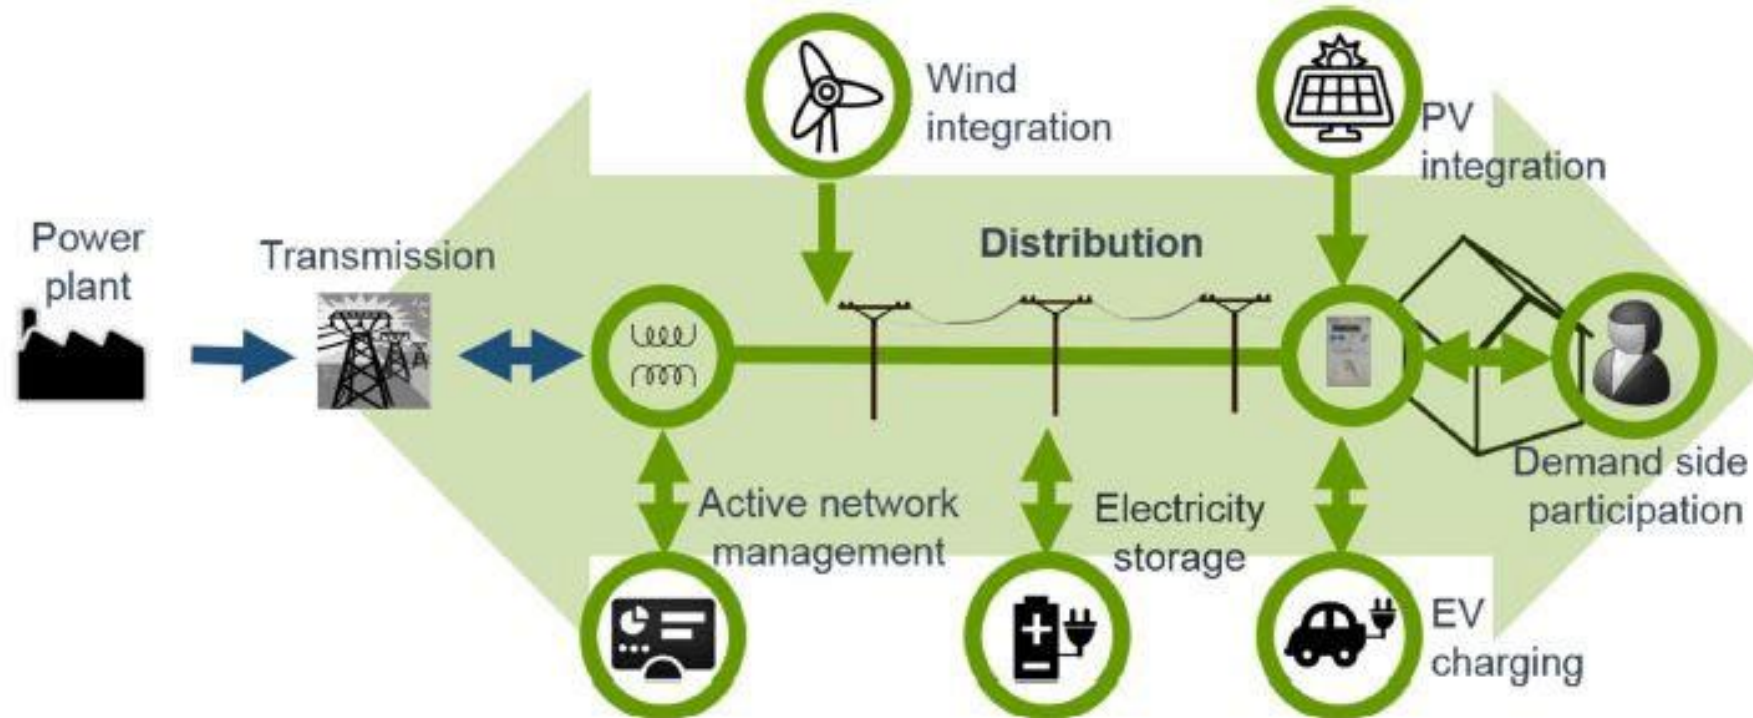 Wind
integration
PV
integration
Power
plant
Transmission
Distribution
Demand side
participation
Active network
management
Electricity
storage
EV
charging